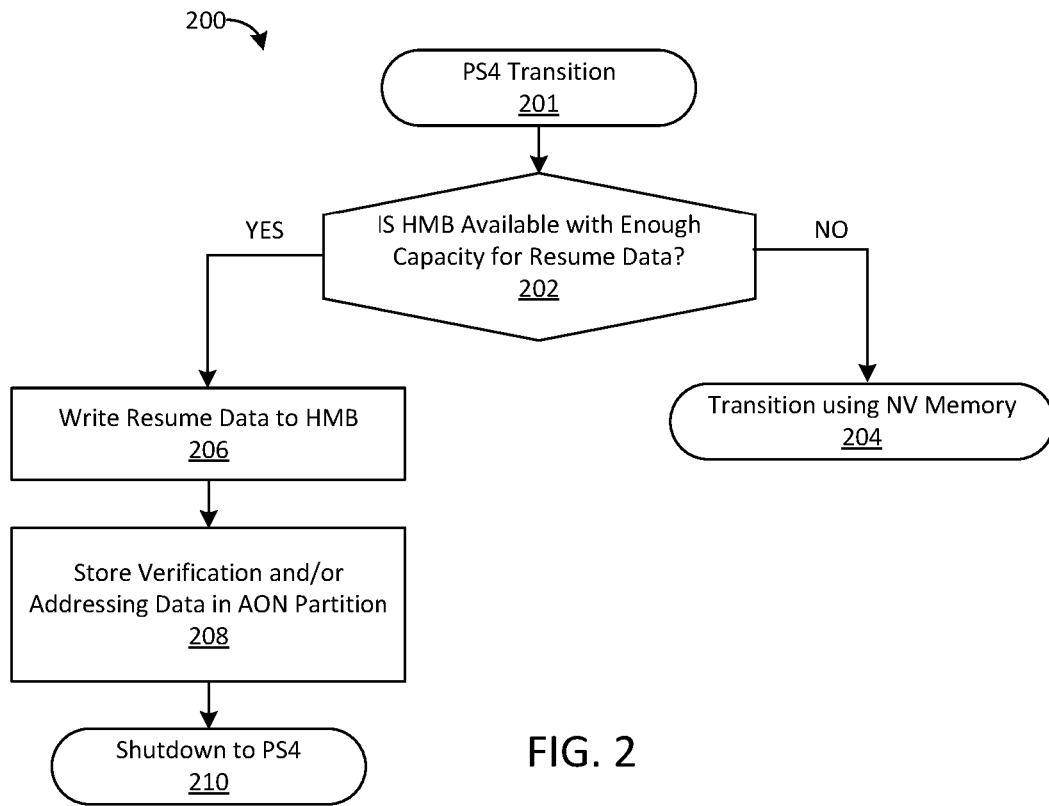 200
PS4 Transition
201
IS HMB Available with Enough
Capacity for Resume Data?
202
YES
NO
Write Resume Data to HMB
206
Transition using NV Memory
204
Store Verification and/or
Addressing Data in AON Partition
208
Shutdown to PS4
210
FIG. 2